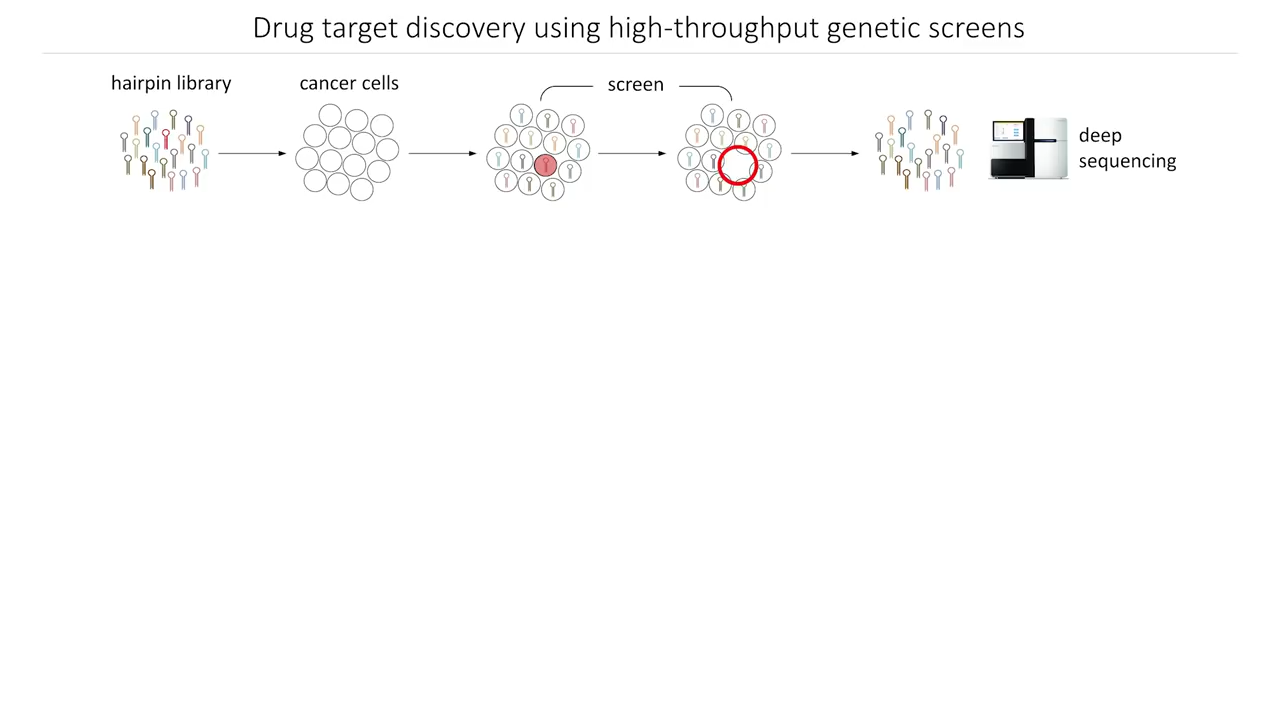 Drug target discovery using high-throughput genetic screens
hairpin library
cancer cells
screen
deep
sequencing